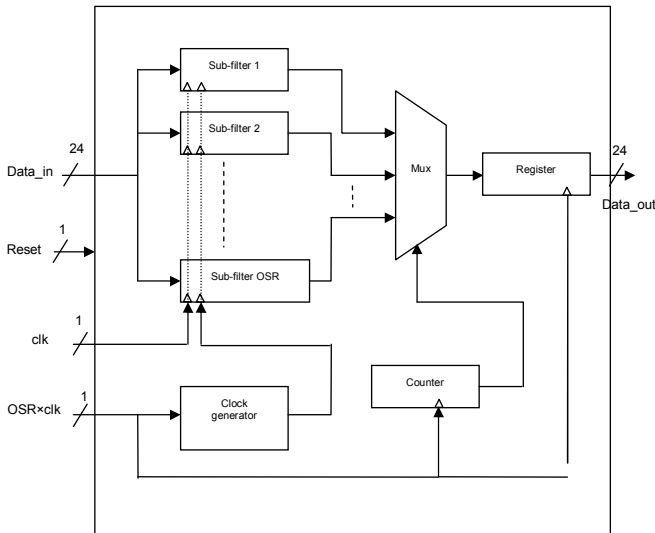 Sub-filter 1
Sub-filter 2
24
Data_in
Mux
Register
24
Data_out
1
Reset
Sub-filter OSR
1
clk
1
OSR×clk
Clock
generator
Counter